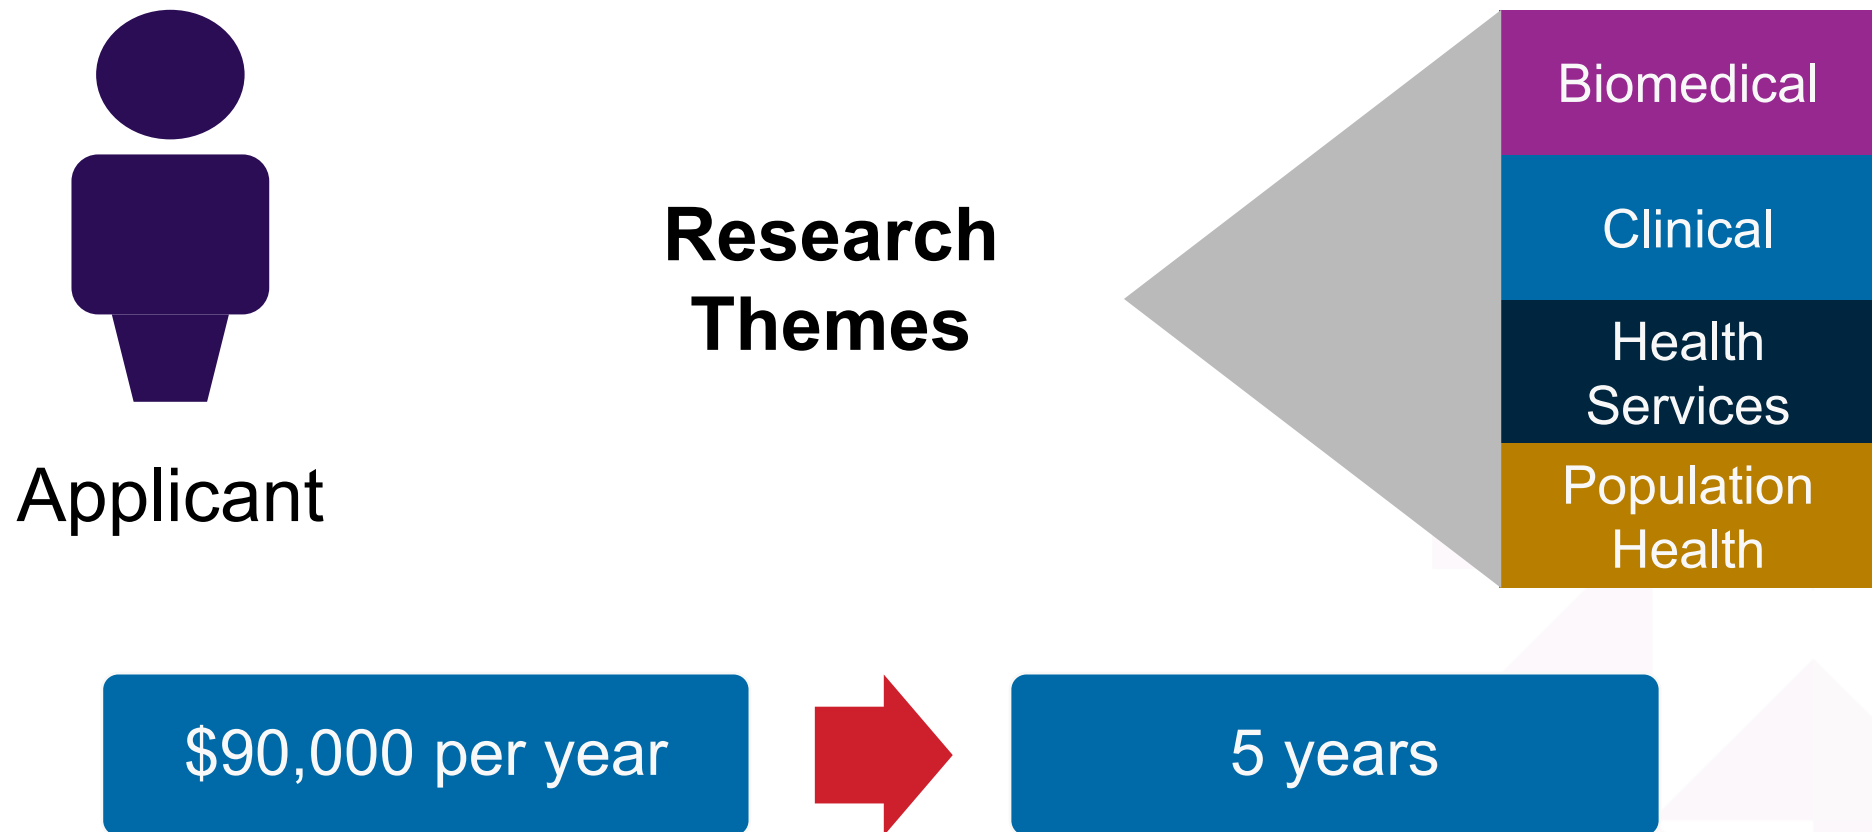 Applicant
Research
Themes
Biomedical
Clinical
Health
Services
Population
Health
$90,000 per year
5 years